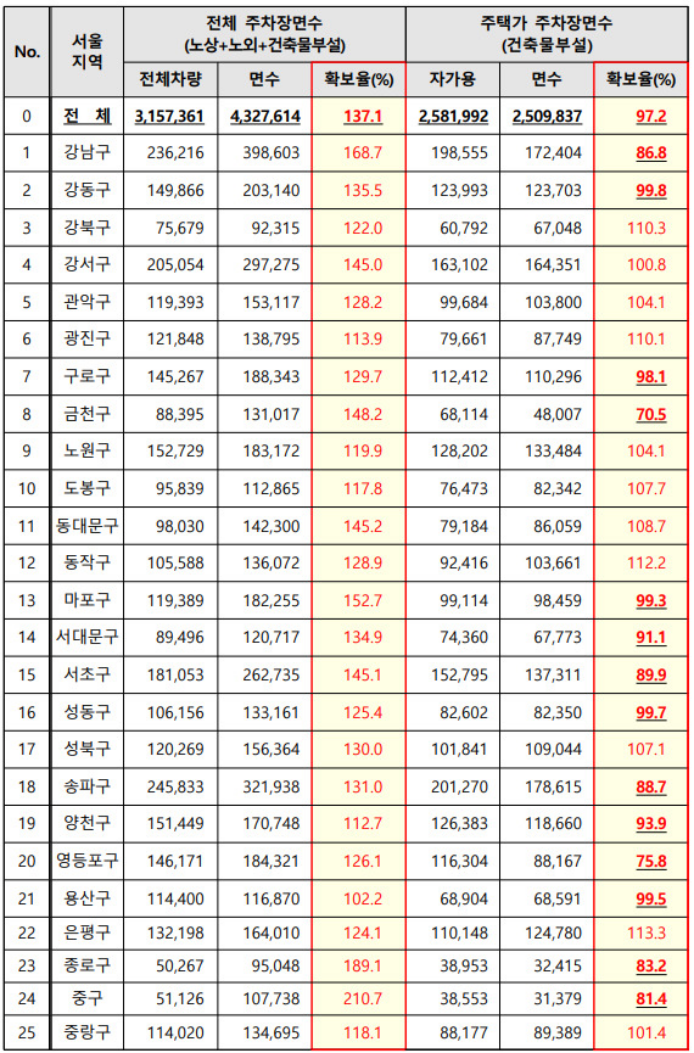 No. 서울 지역 전체 주차장면수 (노상+노외+건축물부설) 주택가 주차장면수 (건축물부설)
전체차량 면수 확보율(%) 자가용 면수 확보율(%)
0 전 체 3,157,361 4,327,614 137.1 2,581,992 2,509,837 97.2
1 강남구 236,216 398,603 168.7 198,555 172,404 86.8
2 강동구 149,866 203,140 135.5 123,993 123,703 99.8
3 강북구 75,679 92,315 122.0 60,792 67,048 110.3
4 강서구 205,054 297,275 145.0 163,102 164,351 100.8
5 관악구 119,393 153,117 128.2 99,684 103,800 104.1
6 광진구 121,848 138,795 113.9 79,661 87,749 110.1
7 구로구 145,267 188,343 129.7 112,412 110,296 98.1
8 금천구 88,395 131,017 148.2 68,114 48,007 70.5
9 노원구 152,729 183,172 119.9 128,202 133,484 104.1
10 도봉구 95,839 112,865 117.8 76,473 82,342 107.7
11 동대문구 98,030 142,300 145.2 79,184 86,059 108.7
12 동작구 105,588 136,072 128.9 92,416 103,661 112.2
13 마포구 119,389 182,255 152.7 99,114 98,459 99.3
14 서대문구 89,496 120,717 134.9 74,360 67,773 91.1
15 서초구 181,053 262,735 145.1 152,795 137,311 89.9
16 성동구 106,156 133,161 125.4 82,602 82,350 99.7
17 성북구 120,269 156,364 130.0 101,841 109,044 107.1
18 송파구 245,833 321,938 131.0 201,270 178,615 88.7
19 양천구 151,449 170,748 112.7 126,383 118,660 93.9
20 영등포구 146,171 184,321 126.1 116,304 88,167 75.8
21 용산구 114,400 116,870 102.2 68,904 68,591 99.5
22 은평구 132,198 164,010 124.1 110,148 124,780 113.3
23 종로구 50,267 95,048 189.1 38,953 32,415 83.2
24 중구 51,126 107,738 210.7 38,553 31,379 81.4
25 중랑구 114,020 134,695 118.1 88,177 89,389 101.4